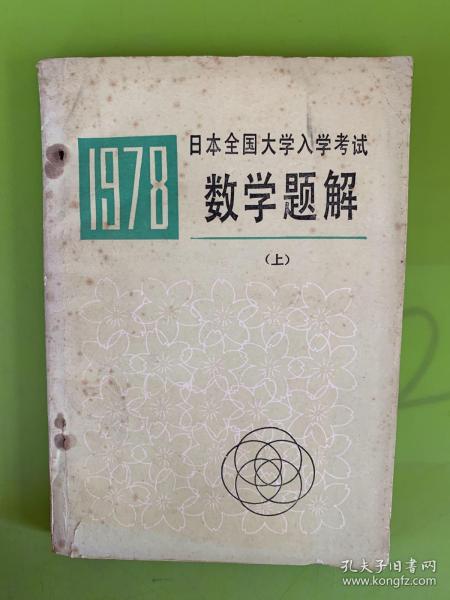 1978
日本全国大学入学考试
数学题解
（上）
孔夫子旧书网
www.kongfz.com